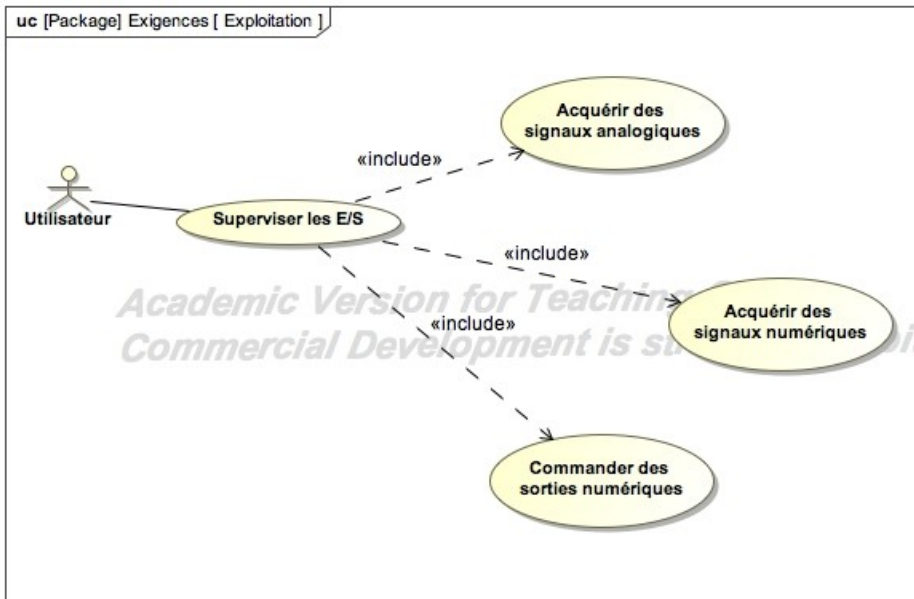 uc [Package] Exigences [ Exploitation ]
Acquérir des
signaux analogiques
«include»
Utilisateur
Superviser les E/S
«include»
Academic Version for Teaching
Commercial Development is
«include»
Acquérir des
signaux numériques
Commander des
sorties numériques